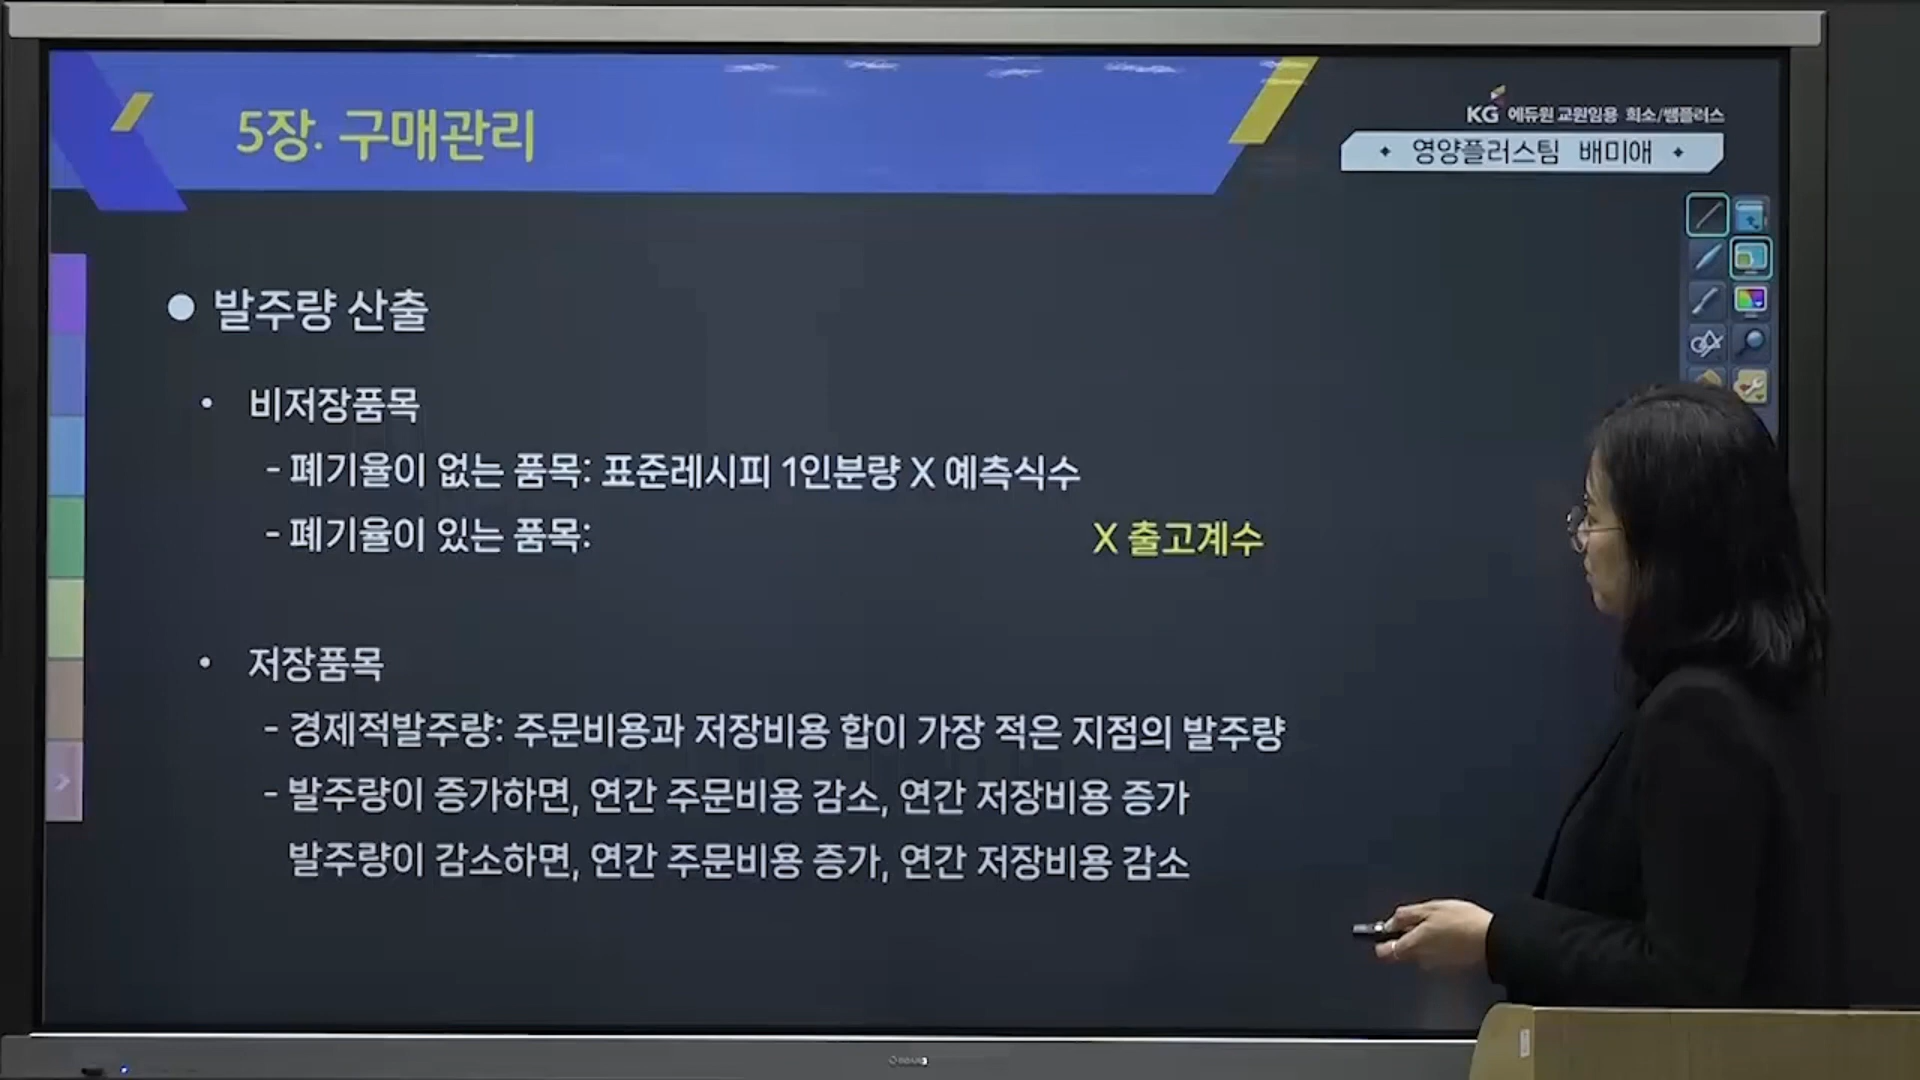 5장. 구매관리
KG 에듀원 교원임용 희소/쌤플러스
영양플러스팀 배미애
발주량 산출
• 비저장품목
- 폐기율이 없는 품목: 표준레시피 1인분량 X 예측식수
- 폐기율이 있는 품목: X 출고계수
• 저장품목
- 경제적발주량: 주문비용과 저장비용 합이 가장 적은 지점의 발주량
- 발주량이 증가하면, 연간 주문비용 감소, 연간 저장비용 증가
발주량이 감소하면, 연간 주문비용 증가, 연간 저장비용 감소